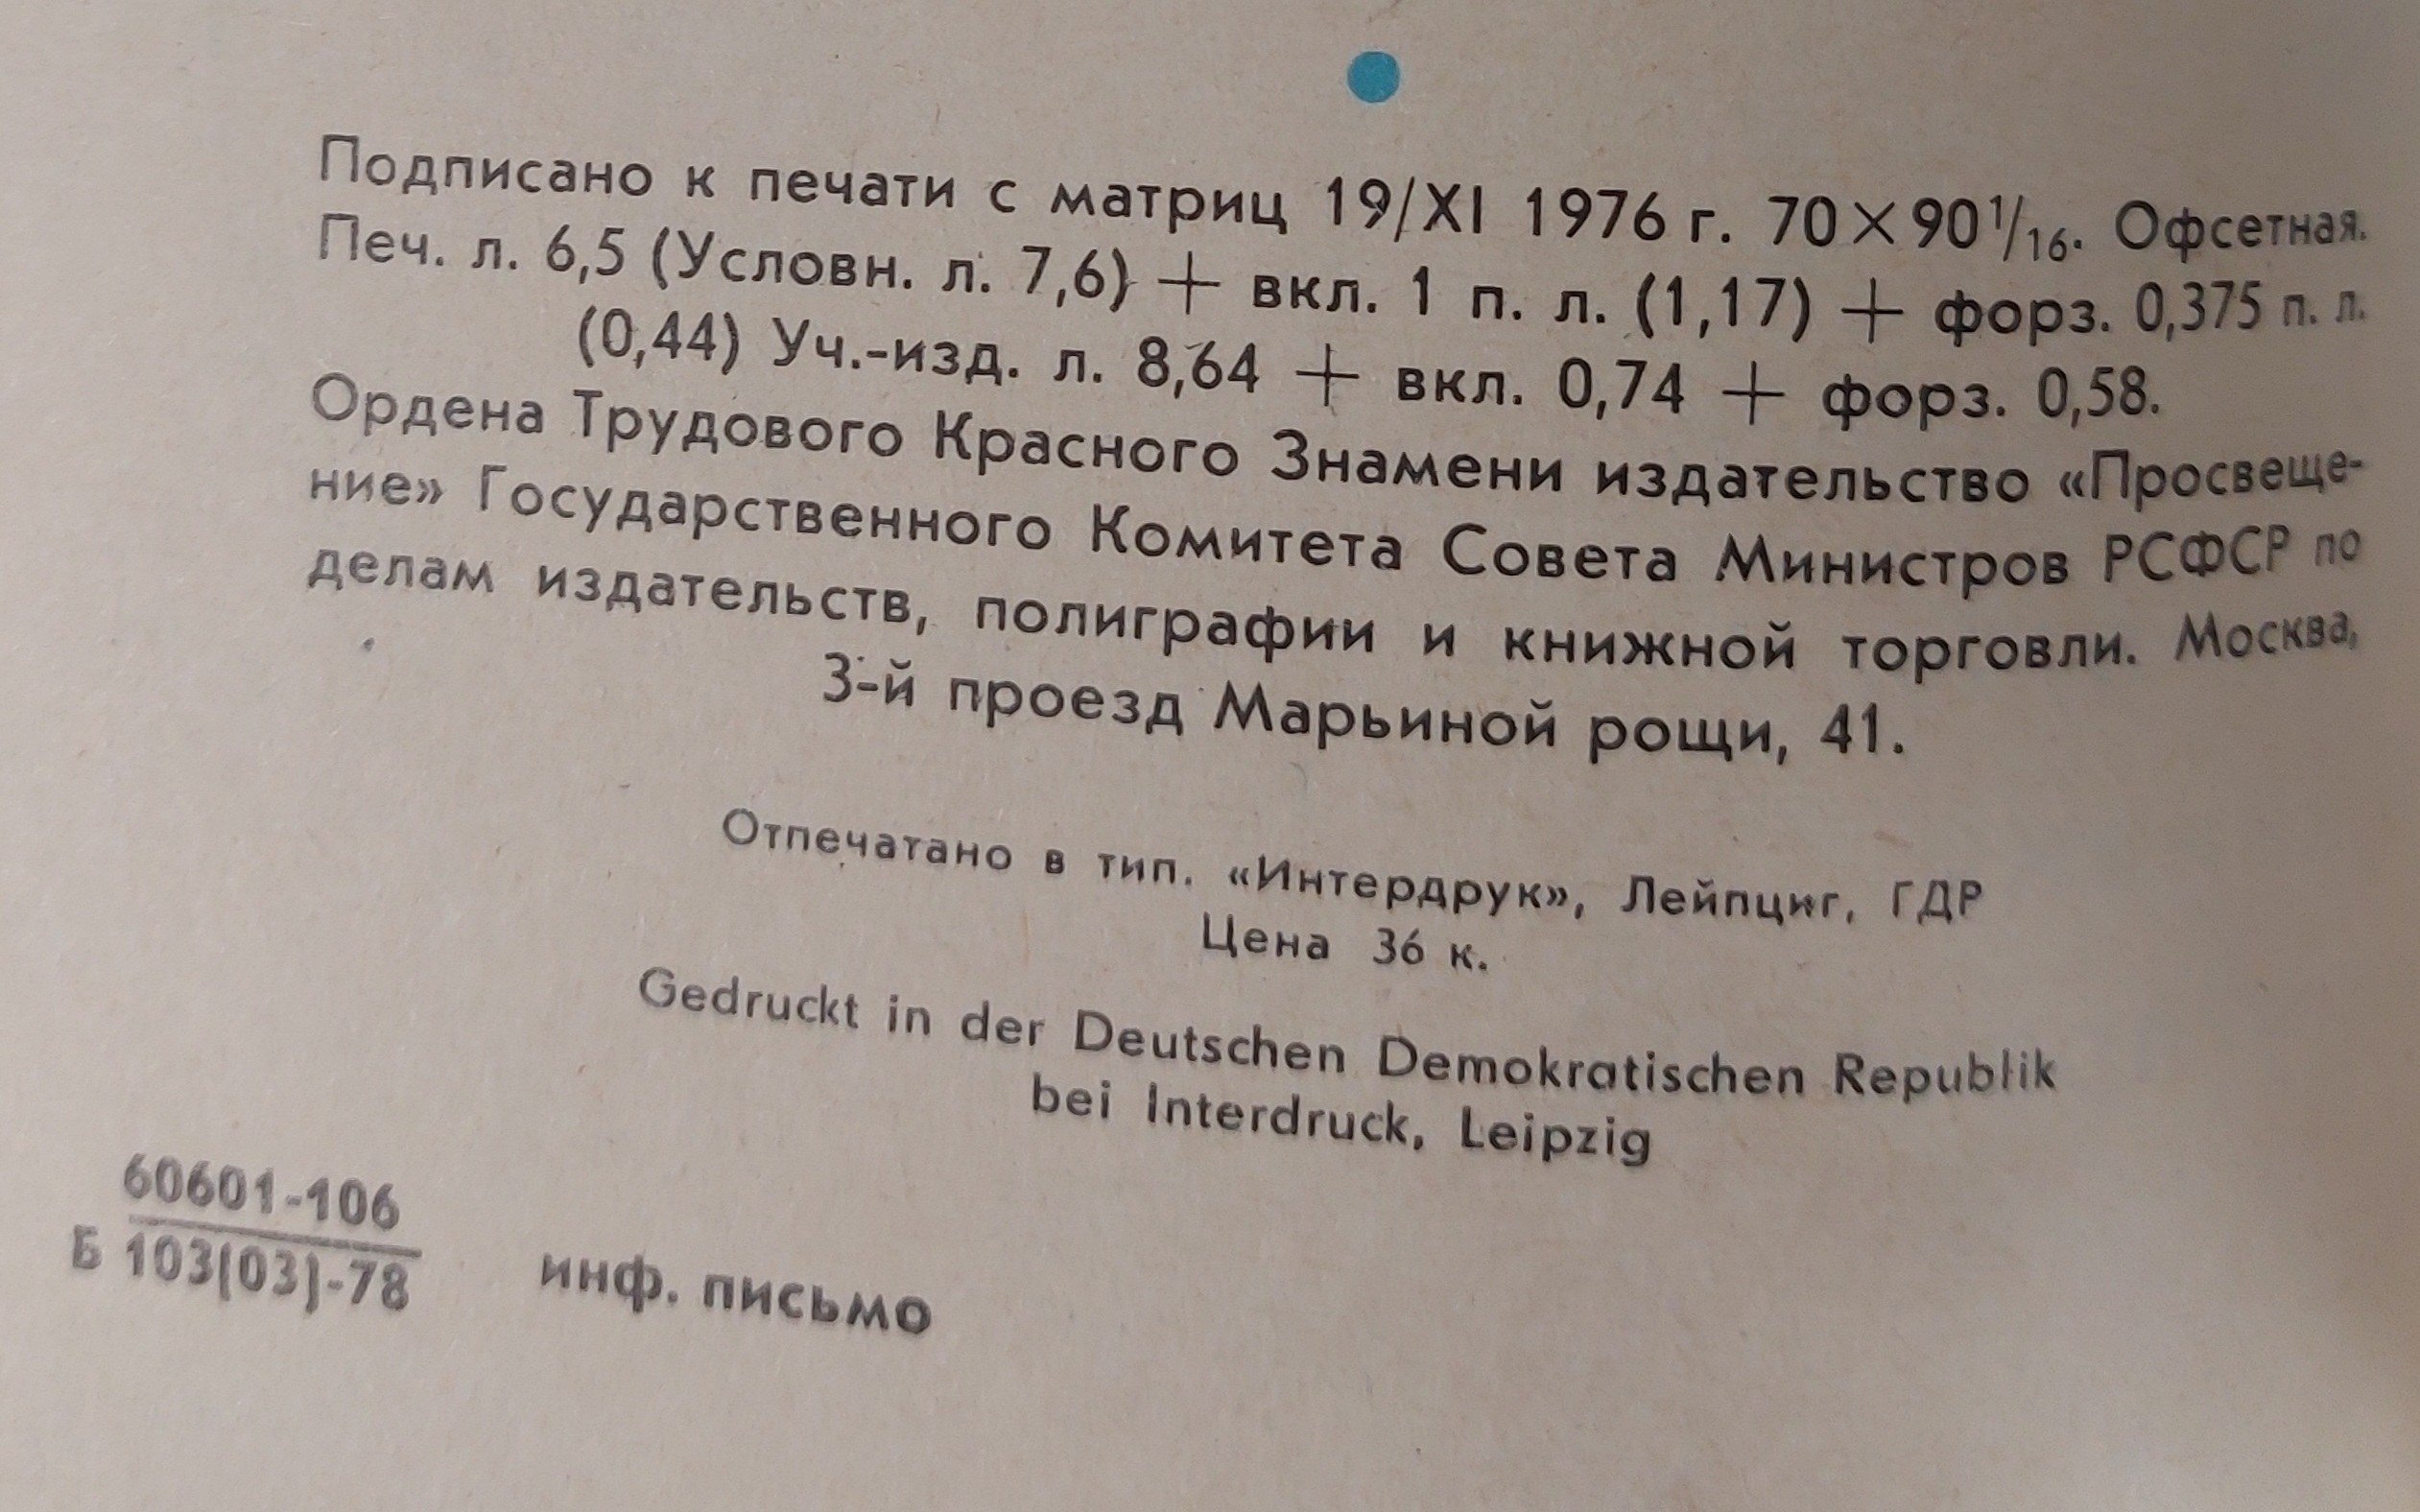 Подписано к печати с матриц 19/XI 1976 г. 70×90¹/₁₆. Офсетная.
Печ. л. 6,5 (Условн. л. 7,6) + вкл. 1 п. л. (1,17) + форз. 0,375 п. л.
(0,44) Уч.-изд. л. 8,64 + вкл. 0,74 + форз. 0,58.
Ордена Трудового Красного Знамени издательство «Просвеще-
ние» Государственного Комитета Совета Министров РСФСР по
делам издательств, полиграфии и книжной торговли. Москва,
3-й проезд Марьиной рощи, 41.
Отпечатано в тип. «Интердрук», Лейпциг, ГДР
Цена 36 к.
Gedruckt in der Deutschen Demokratischen Republik
bei Interdruck, Leipzig
60601-106
Б 103(03)-78 инф. письмо